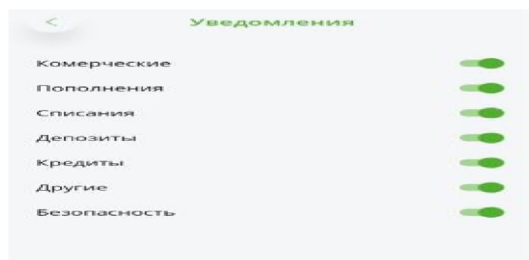 Уведомления
Комерческие
Пополнения
Списания
Депозиты
Кредиты
Другие
Безопасность